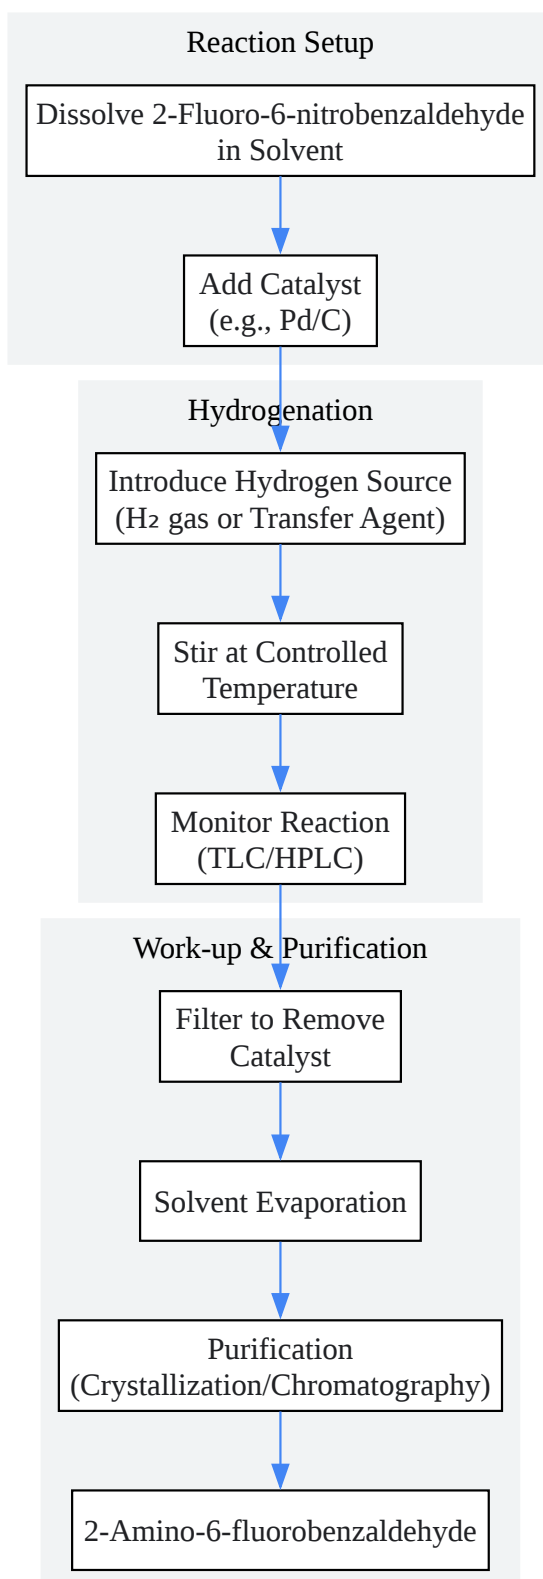 Reaction Setup
Dissolve 2-Fluoro-6-nitrobenzaldehyde
in Solvent
Add Catalyst
(e.g., Pd/C)
Hydrogenation
Introduce Hydrogen Source
(H₂ gas or Transfer Agent)
Stir at Controlled
Temperature
Monitor Reaction
(TLC/HPLC)
Work-up & Purification
Filter to Remove
Catalyst
Solvent Evaporation
Purification
(Crystallization/Chromatography)
2-Amino-6-fluorobenzaldehyde